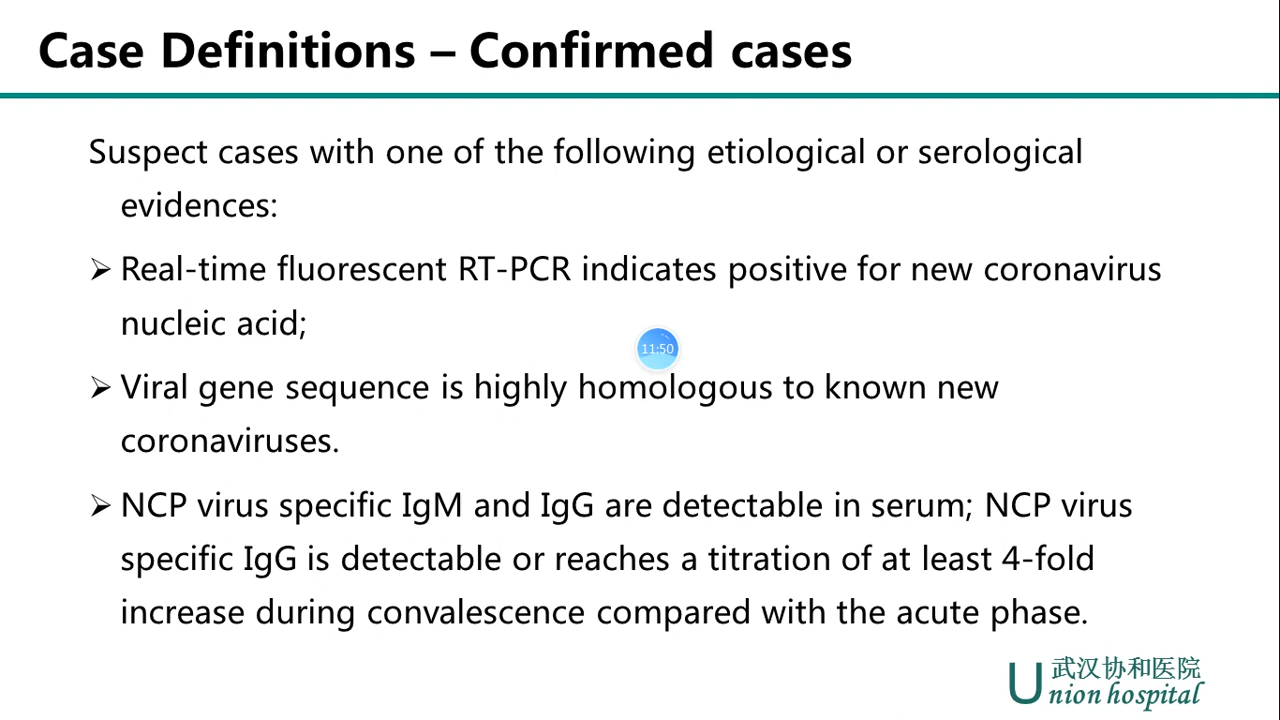 Case Definitions – Confirmed cases
Suspect cases with one of the following etiological or serological
evidences:
➢ Real-time fluorescent RT-PCR indicates positive for new coronavirus
nucleic acid;
11:50
➢ Viral gene sequence is highly homologous to known new
coronaviruses.
➢ NCP virus specific IgM and IgG are detectable in serum; NCP virus
specific IgG is detectable or reaches a titration of at least 4-fold
increase during convalescence compared with the acute phase.
武汉协和医院
Union hospital